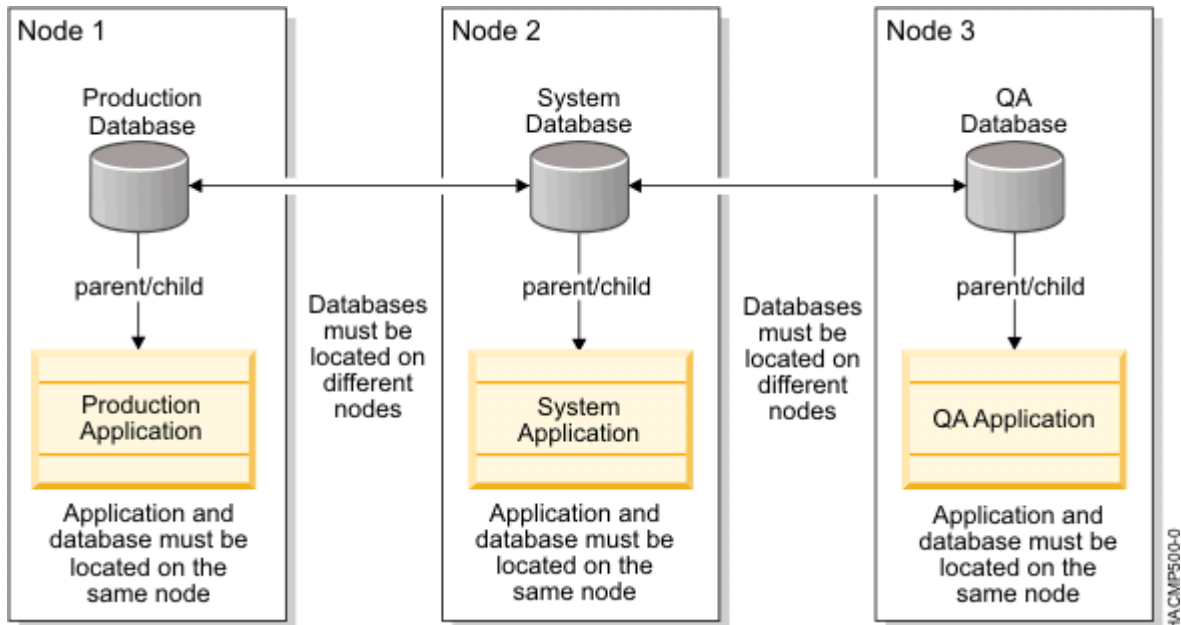 Node 1
Production
Database
parent/child
Production
Application
Application and
database must be
located on the
same node
Databases
must be
located on
different
nodes
Node 2
System
Database
parent/child
System
Application
Application and
database must be
located on the
same node
Databases
must be
located on
different
nodes
Node 3
QA
Database
parent/child
QA Application
Application and
database must be
located on the
same node
HACMP500-0